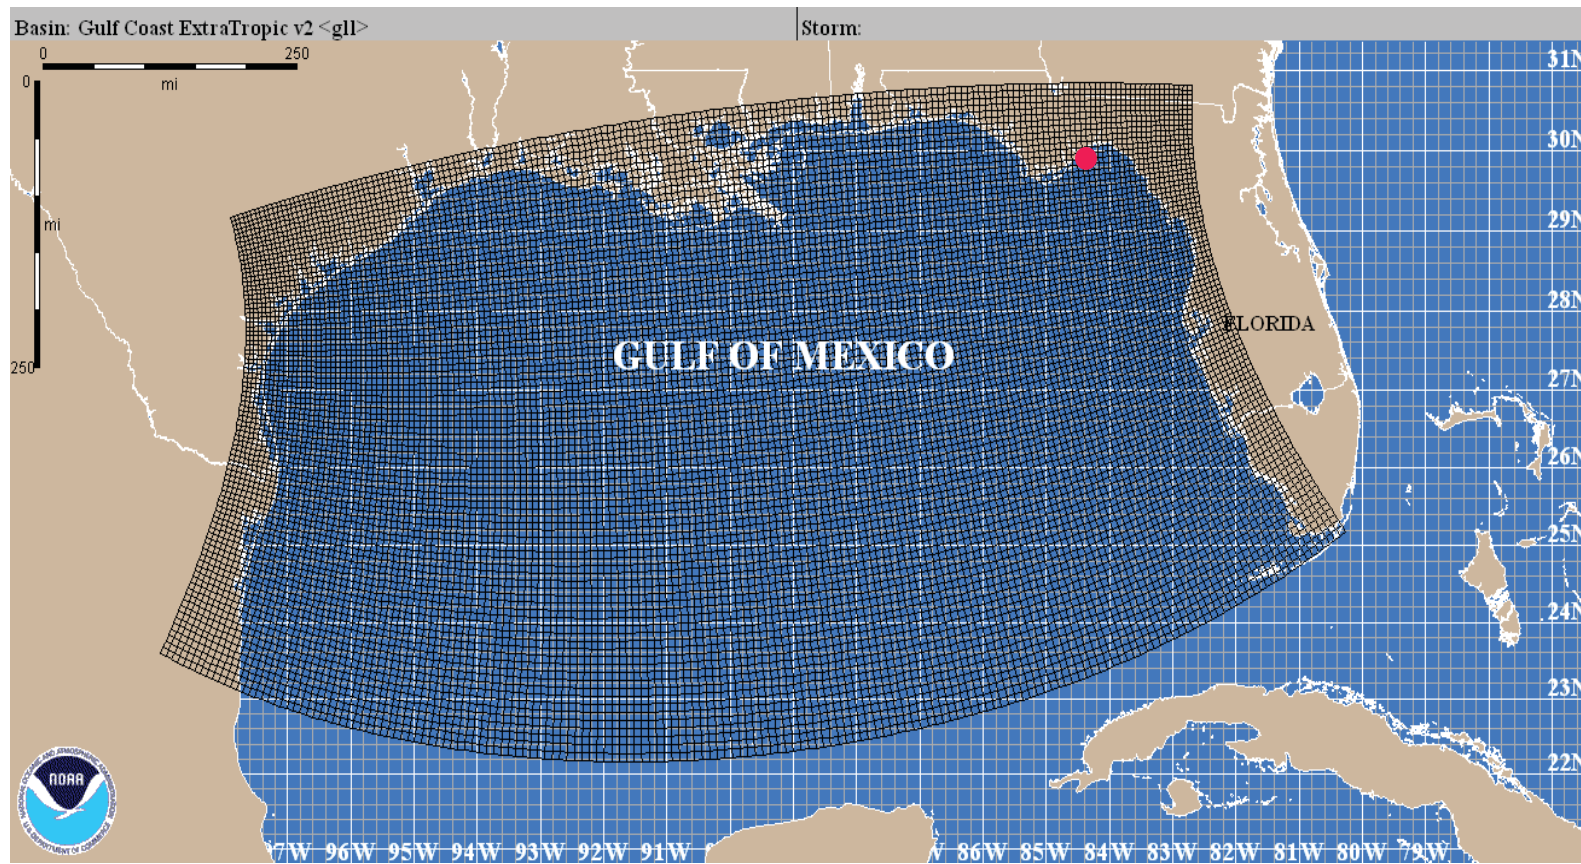 Basin: Gulf Coast ExtraTropic v2 <gll>
Storm:
0 250
mi
0
mi
250
31N
30N
29N
28N
FLORIDA
GULF OF MEXICO
27N
26N
25N
24N
23N
22N
NOAA
97W 96W 95W 94W 93W 92W 91W 86W 85W 84W 83W 82W 81W 80W 79W